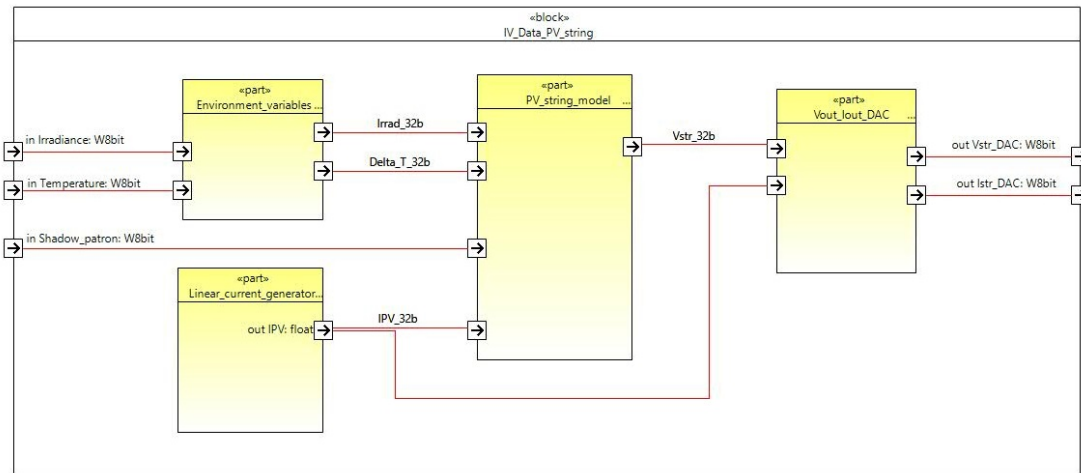 «block»
IV_Data_PV_string
«part»
Environment_variables ...
«part»
PV_string_model ...
«part»
Vout_Iout_DAC ...
Irrad_32b
Vstr_32b
in Irradiance: W8bit
out Vstr_DAC: W8bit
Delta_T_32b
in Temperature: W8bit
out Istr_DAC: W8bit
in Shadow_patron: W8bit
«part»
Linear_current_generator...
IPV_32b
out IPV: float